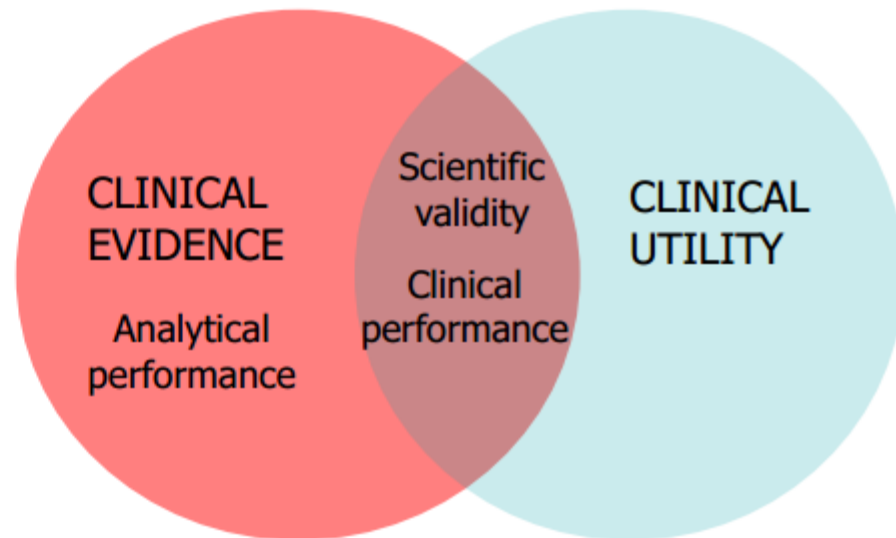 CLINICAL
EVIDENCE
Analytical
performance
Scientific
validity
Clinical
performance
CLINICAL
UTILITY